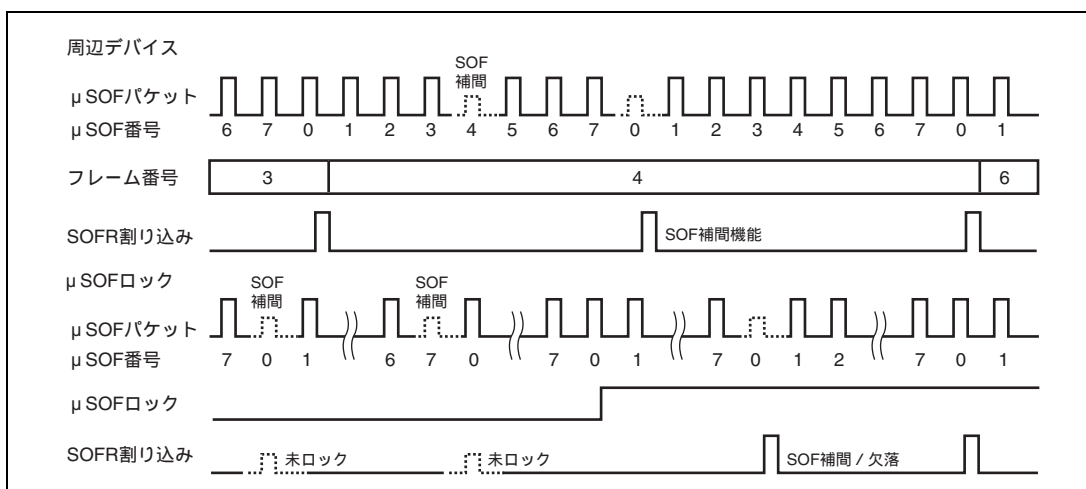 周辺デバイス
SOF
補間
μ SOFパケット
μ SOF番号 6 7 0 1 2 3 4 5 6 7 0 1 2 3 4 5 6 7 0 1
フレーム番号 3 4 6
SOFR割り込み SOF補間機能
μ SOFロック
SOF
補間
SOF
補間
μ SOFパケット
μ SOF番号 7 0 1 6 7 0 7 0 1 7 0 1 2 7 0 1
μ SOFロック
SOFR割り込み 未ロック 未ロック SOF補間 / 欠落